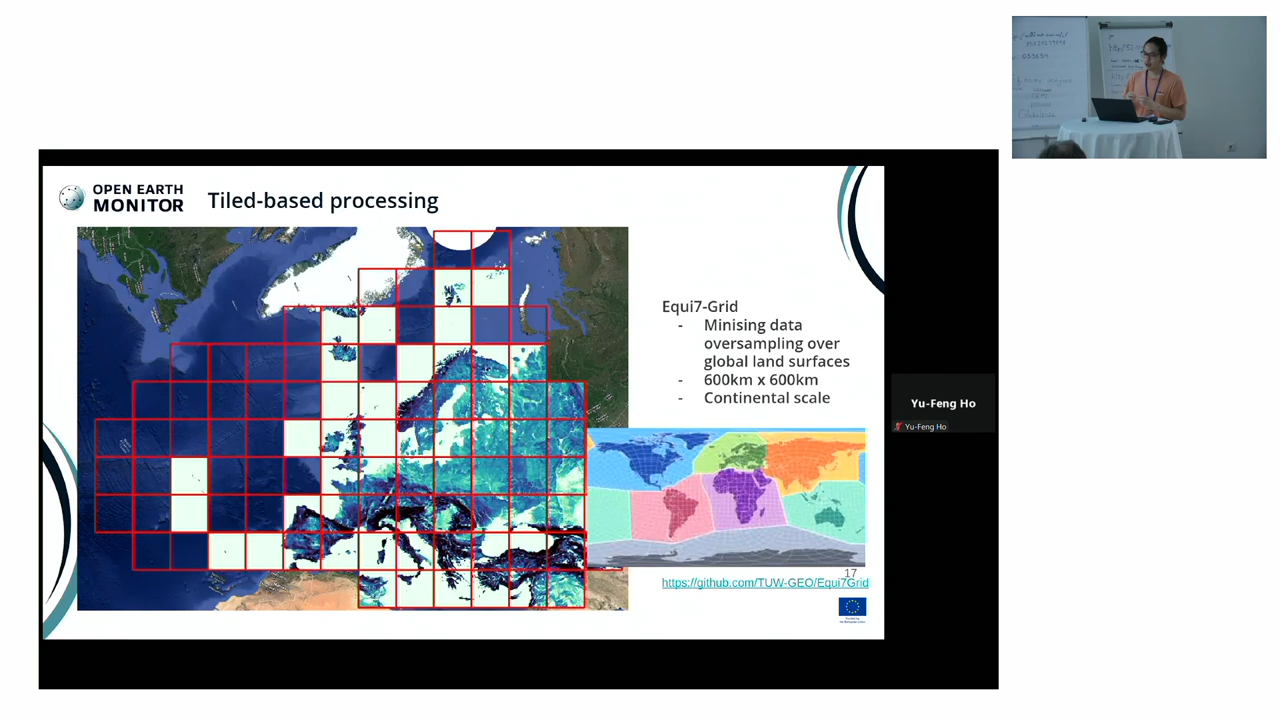 OPEN EARTH
MONITOR
Tiled-based processing
Equi7-Grid
- Minising data
oversampling over
global land surfaces
- 600km x 600km
- Continental scale
Yu-Feng Ho
Yu-Feng Ho
17
https://github.com/TUW-GEO/Equi7Grid